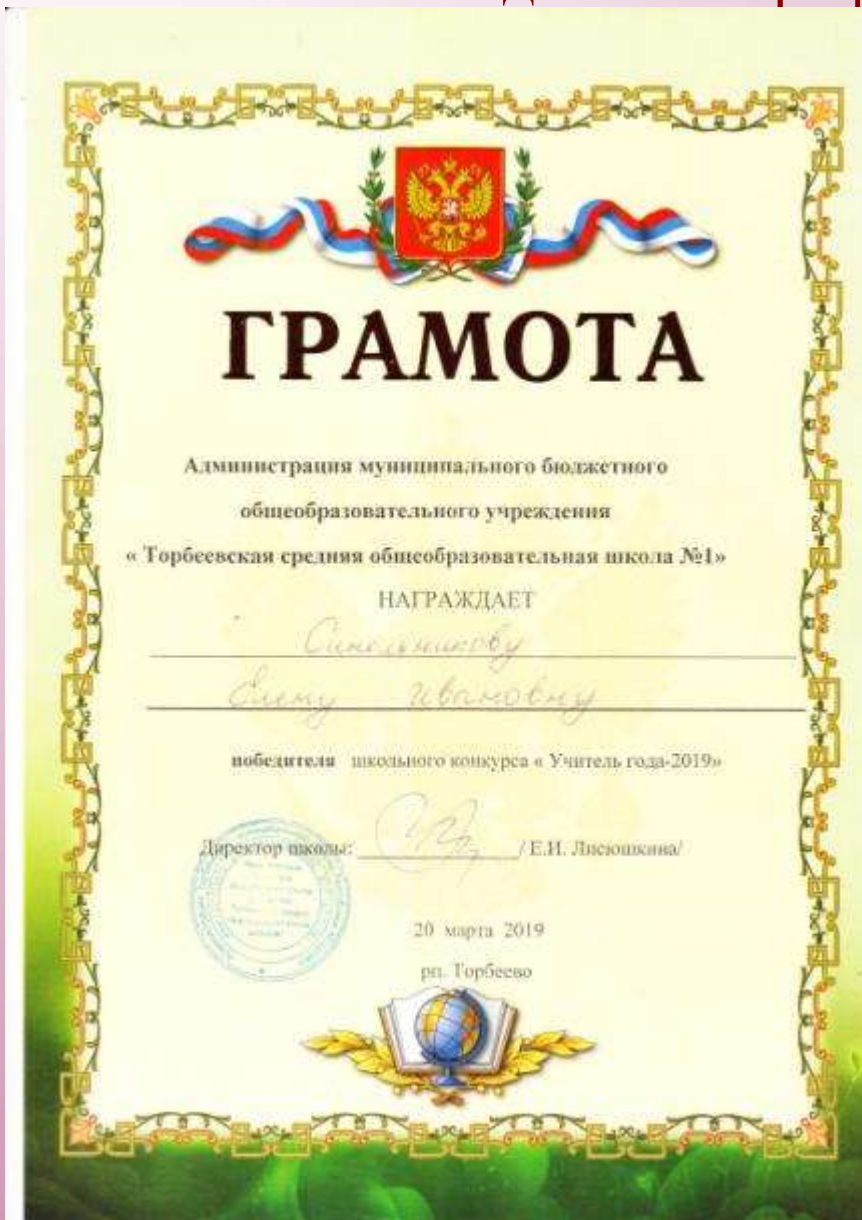 ГРАМОТА
Администрация муниципального бюджетного
общеобразовательного учреждения
« Торбеевская средняя общеобразовательная школа №1»
НАГРАЖДАЕТ
Синельникову
Елену Ивановну
победителя школьного конкурса « Учитель года-2019»
Директор школы: / Е.И. Лисюшкина/
20 марта 2019
рп. Торбеево